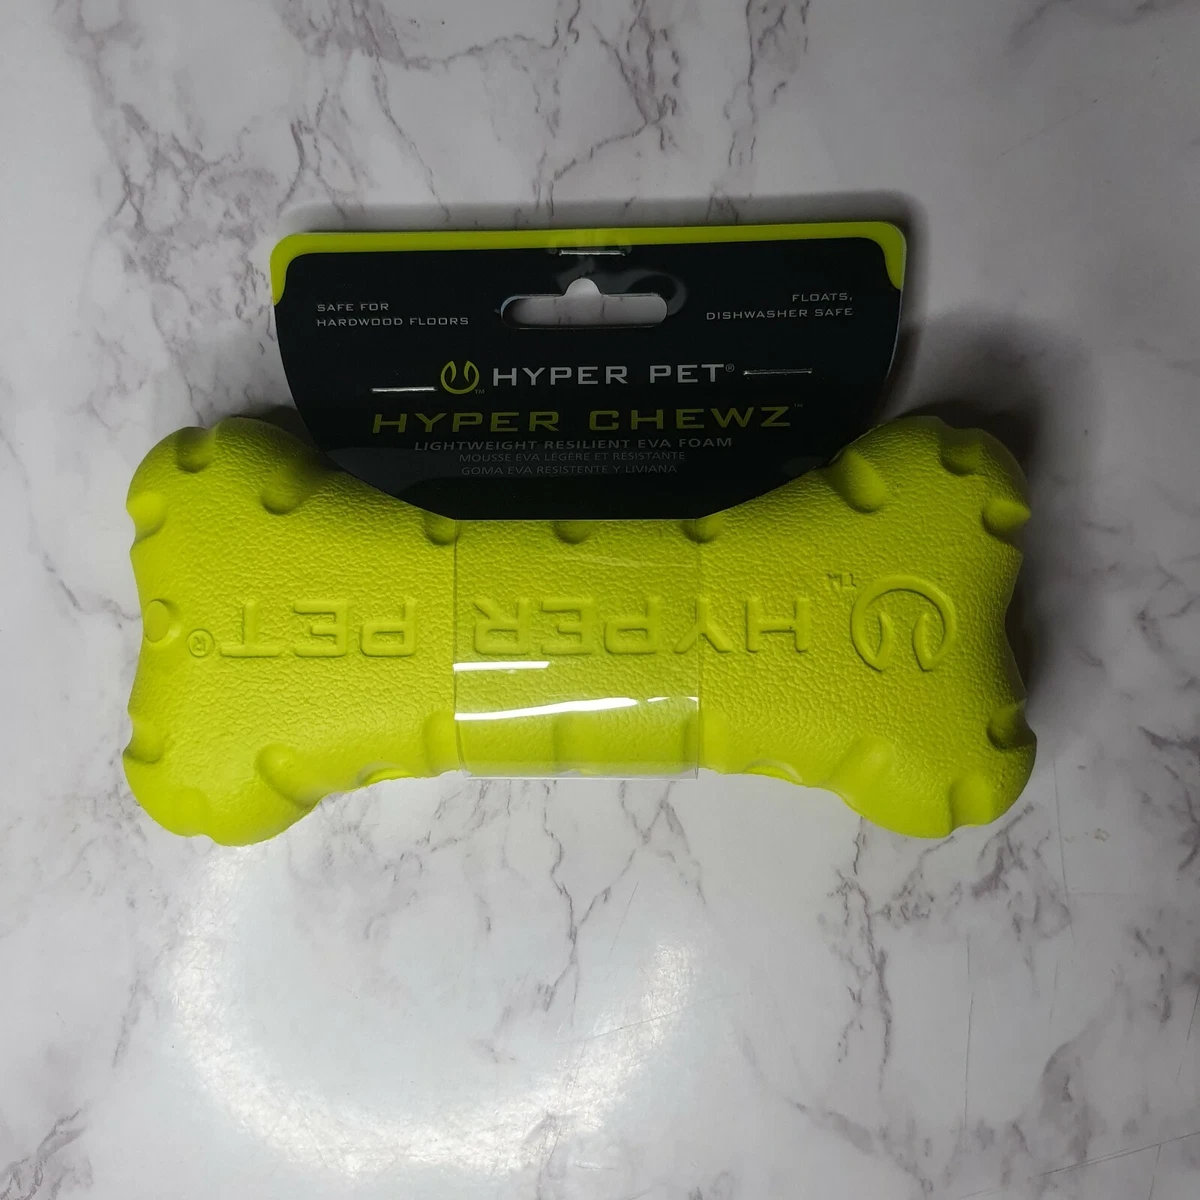 SAFE FOR
HARDWOOD FLOORS
FLOATS,
DISHWASHER SAFE
HYPER PET®
HYPER CHEWZ™
LIGHTWEIGHT RESILIENT EVA FOAM
MOUSSE EVA LÉGÈRE ET RÉSISTANTE
GOMA EVA RESISTENTE Y LIVIANA
™ HYPER PET®